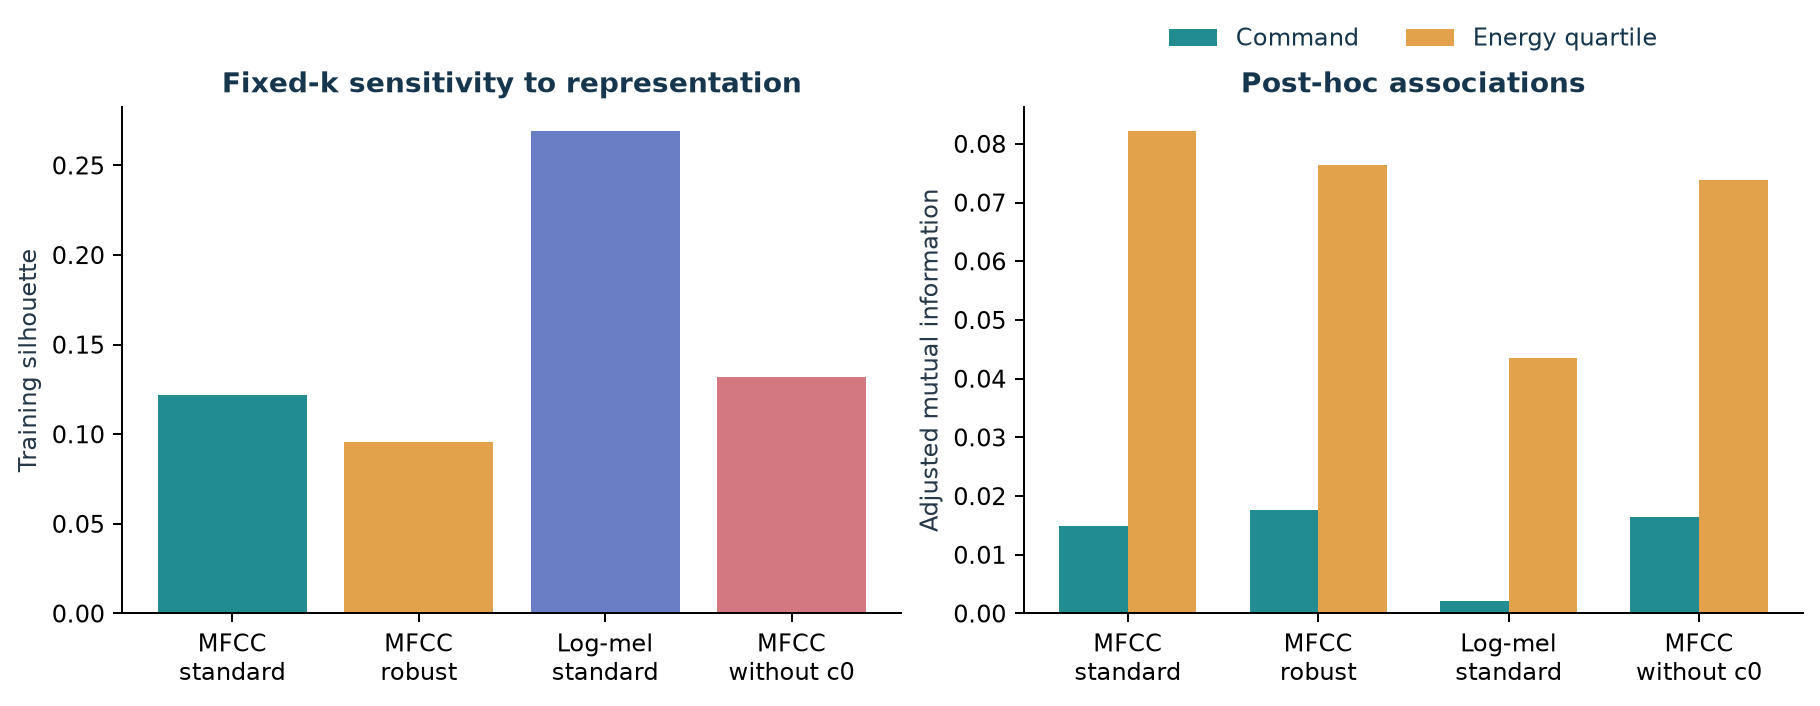 Fixed-k sensitivity to representation
Training silhouette
0.25
0.20
0.15
0.10
0.05
0.00
MFCC
standard
MFCC
robust
Log-mel
standard
MFCC
without c0
Command
Energy quartile
Post-hoc associations
Adjusted mutual information
0.08
0.07
0.06
0.05
0.04
0.03
0.02
0.01
0.00
MFCC
standard
MFCC
robust
Log-mel
standard
MFCC
without c0